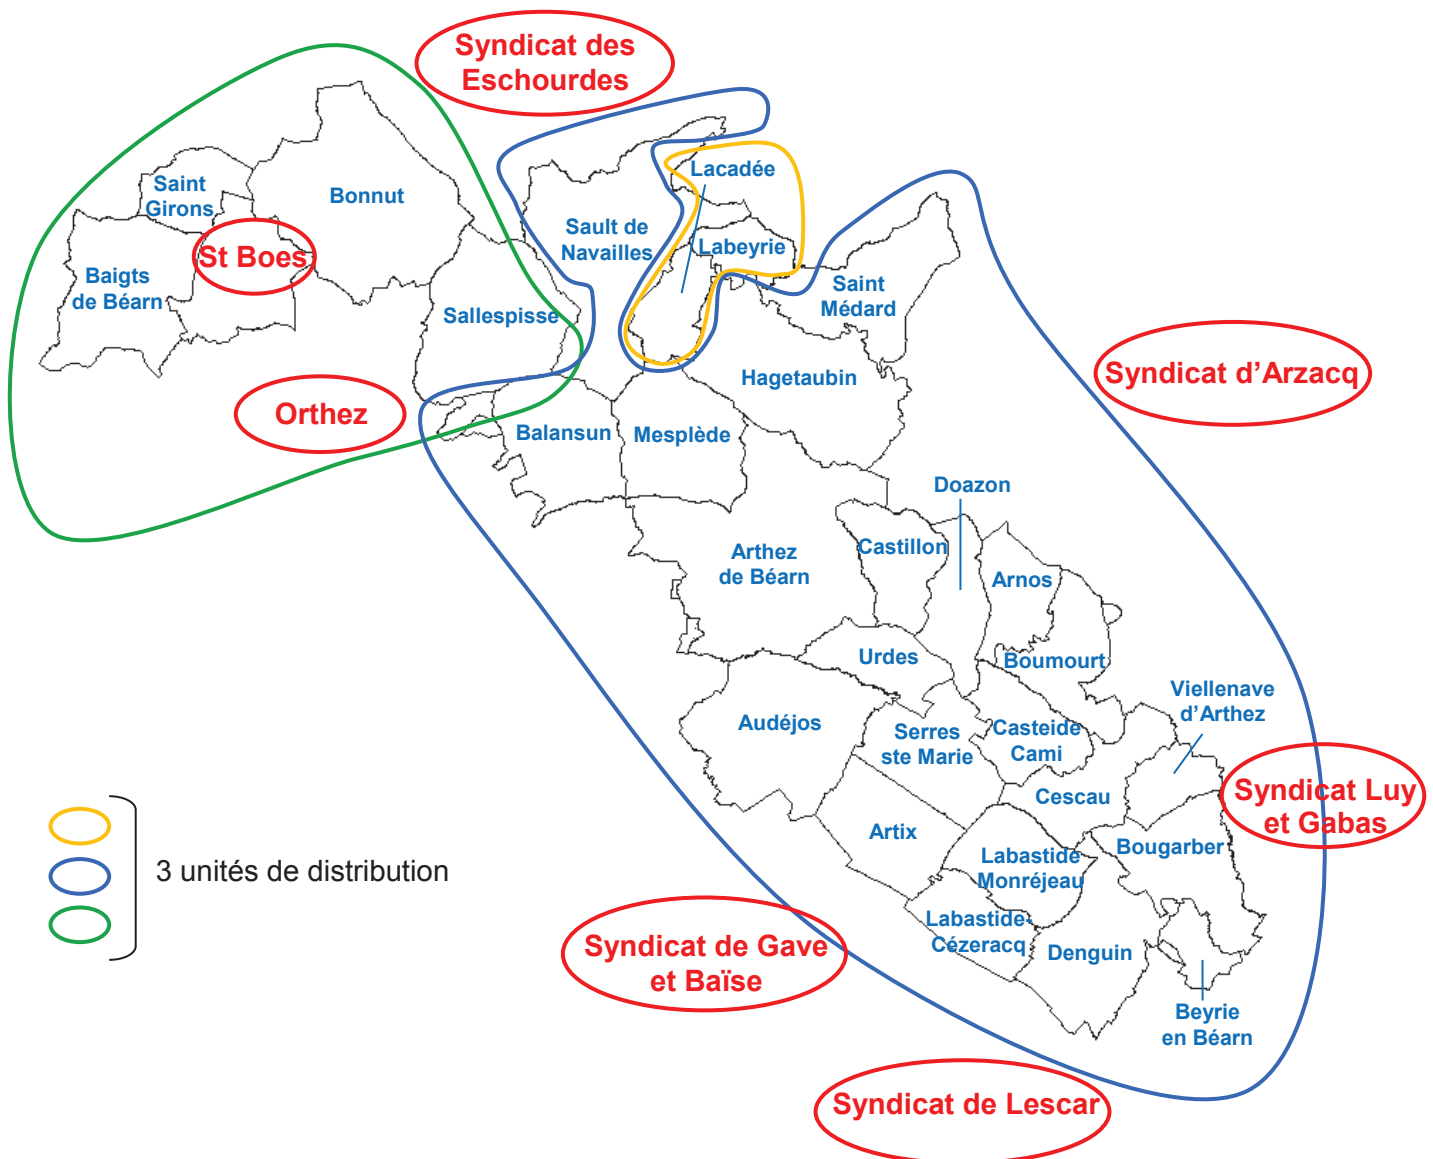 Syndicat des
Eschourdes
Lacadée
Saint
Girons
Bonnut
Sault de
Navailles
Labeyrie
St Boes
Baigts
de Béarn
Saint
Médard
Sallespisse
Syndicat d’Arzacq
Hagetaubin
Orthez
Balansun
Mesplède
Doazon
Castillon
Arthez
de Béarn
Arnos
Urdes
Boumourt
Viellenave
d’Arthez
Audéjos
Serres
ste Marie
Casteide
Cami
Cescau
Syndicat Luy
et Gabas
Artix
Bougarber
Labastide
Monréjeau
3 unités de distribution
Labastide-
Cézeracq
Syndicat de Gave
et Baïse
Denguin
Beyrie
en Béarn
Syndicat de Lescar